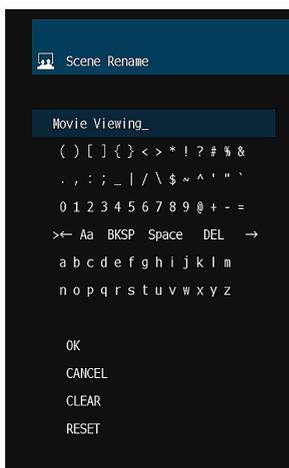 Scene Rename
Movie Viewing_
( ) [ ] { } < > * ! ? # % &
. , : ; _ | / \ $ ~ ^ ' " `
0 1 2 3 4 5 6 7 8 9 @ + - =
>← Aa BKSP Space DEL →
a b c d e f g h i j k l m
n o p q r s t u v w x y z
OK
CANCEL
CLEAR
RESET